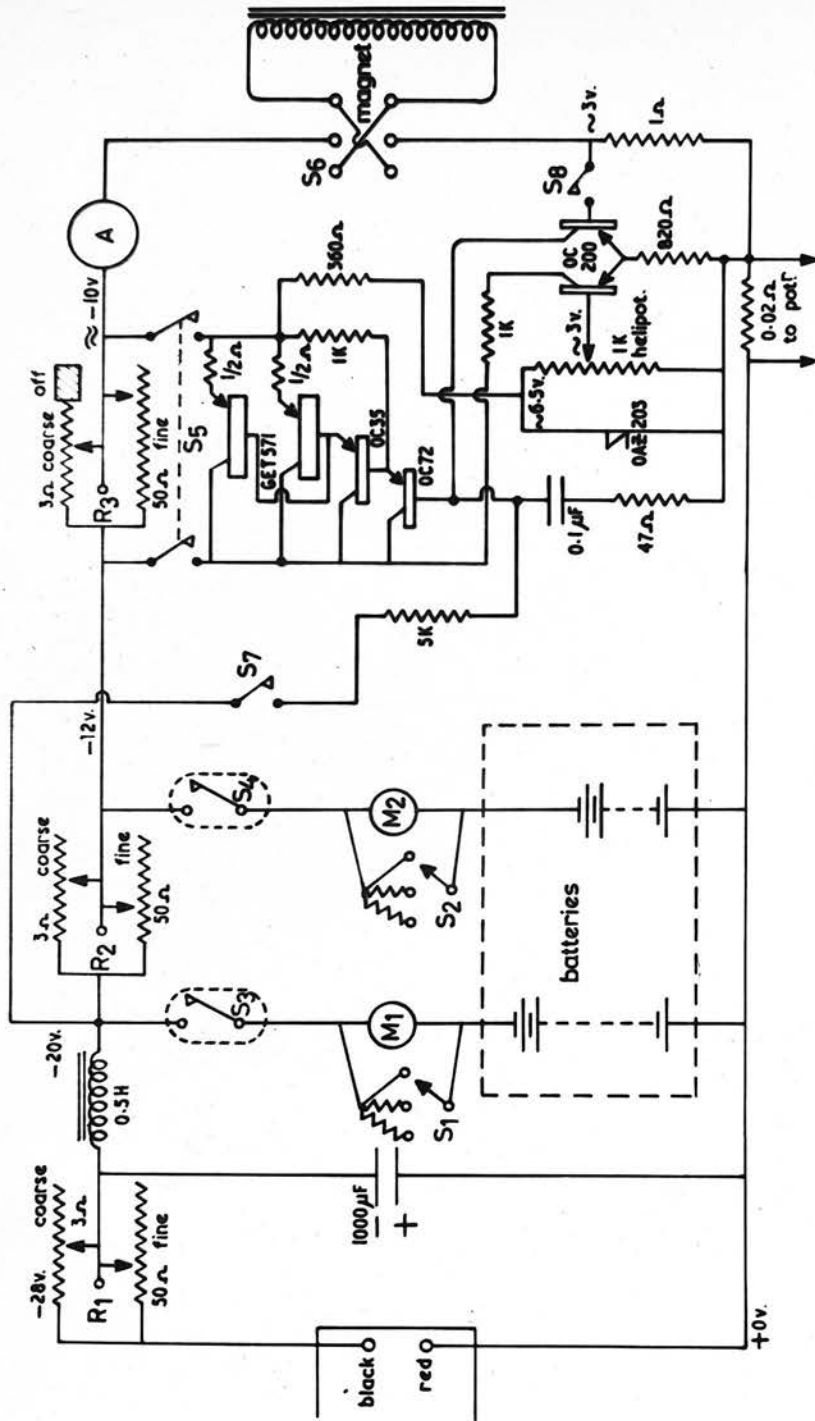 -28v.
coarse
3Ω
R1
50Ω fine
black
red
+0v.
1000μF
−
+
-20v.
0.5H
3Ω coarse
R2
50Ω fine
-12v.
S3
S4
M1
M2
S1
S2
batteries
S7
5K
3Ω coarse off
R3
50Ω fine
≈ -10v
A
S5
1/2Ω
1/2Ω
GET571
OC35
OC72
1K
360Ω
1K
0.1μF
47Ω
~6.5v.
OAZ 203
~3v.
1K
helipot.
OC
200
820Ω
S8
~3v.
1Ω
0.02Ω
to potr
S6
magnet